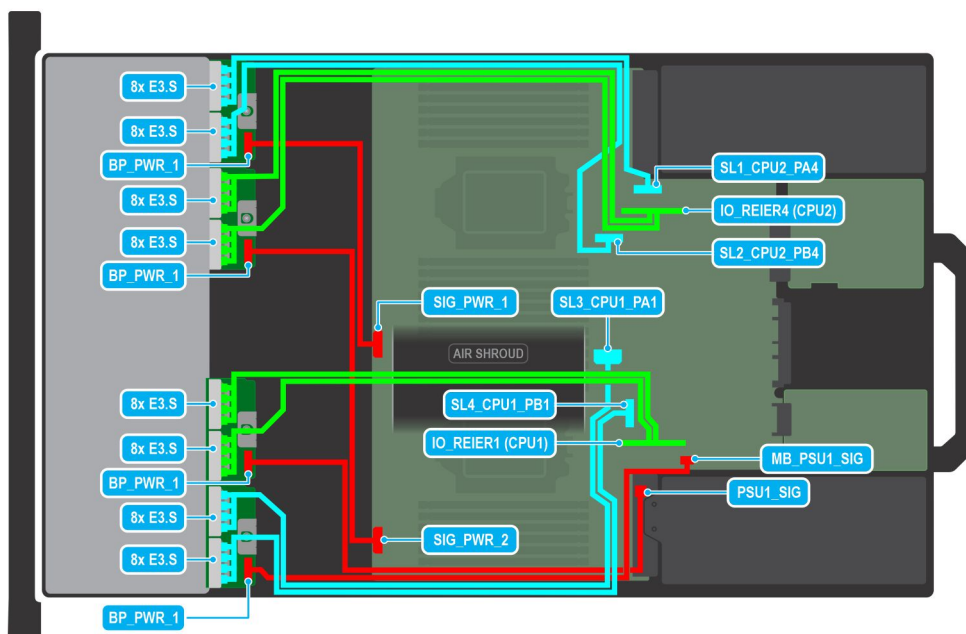 8x E3.S
8x E3.S
BP_PWR_1
SL1_CPU2_PA4
8x E3.S
IO_REIER4 (CPU2)
8x E3.S
SL2_CPU2_PB4
BP_PWR_1
SIG_PWR_1
SL3_CPU1_PA1
AIR SHROUD
8x E3.S
SL4_CPU1_PB1
8x E3.S
IO_REIER1 (CPU1)
MB_PSU1_SIG
BP_PWR_1
PSU1_SIG
8x E3.S
SIG_PWR_2
8x E3.S
BP_PWR_1